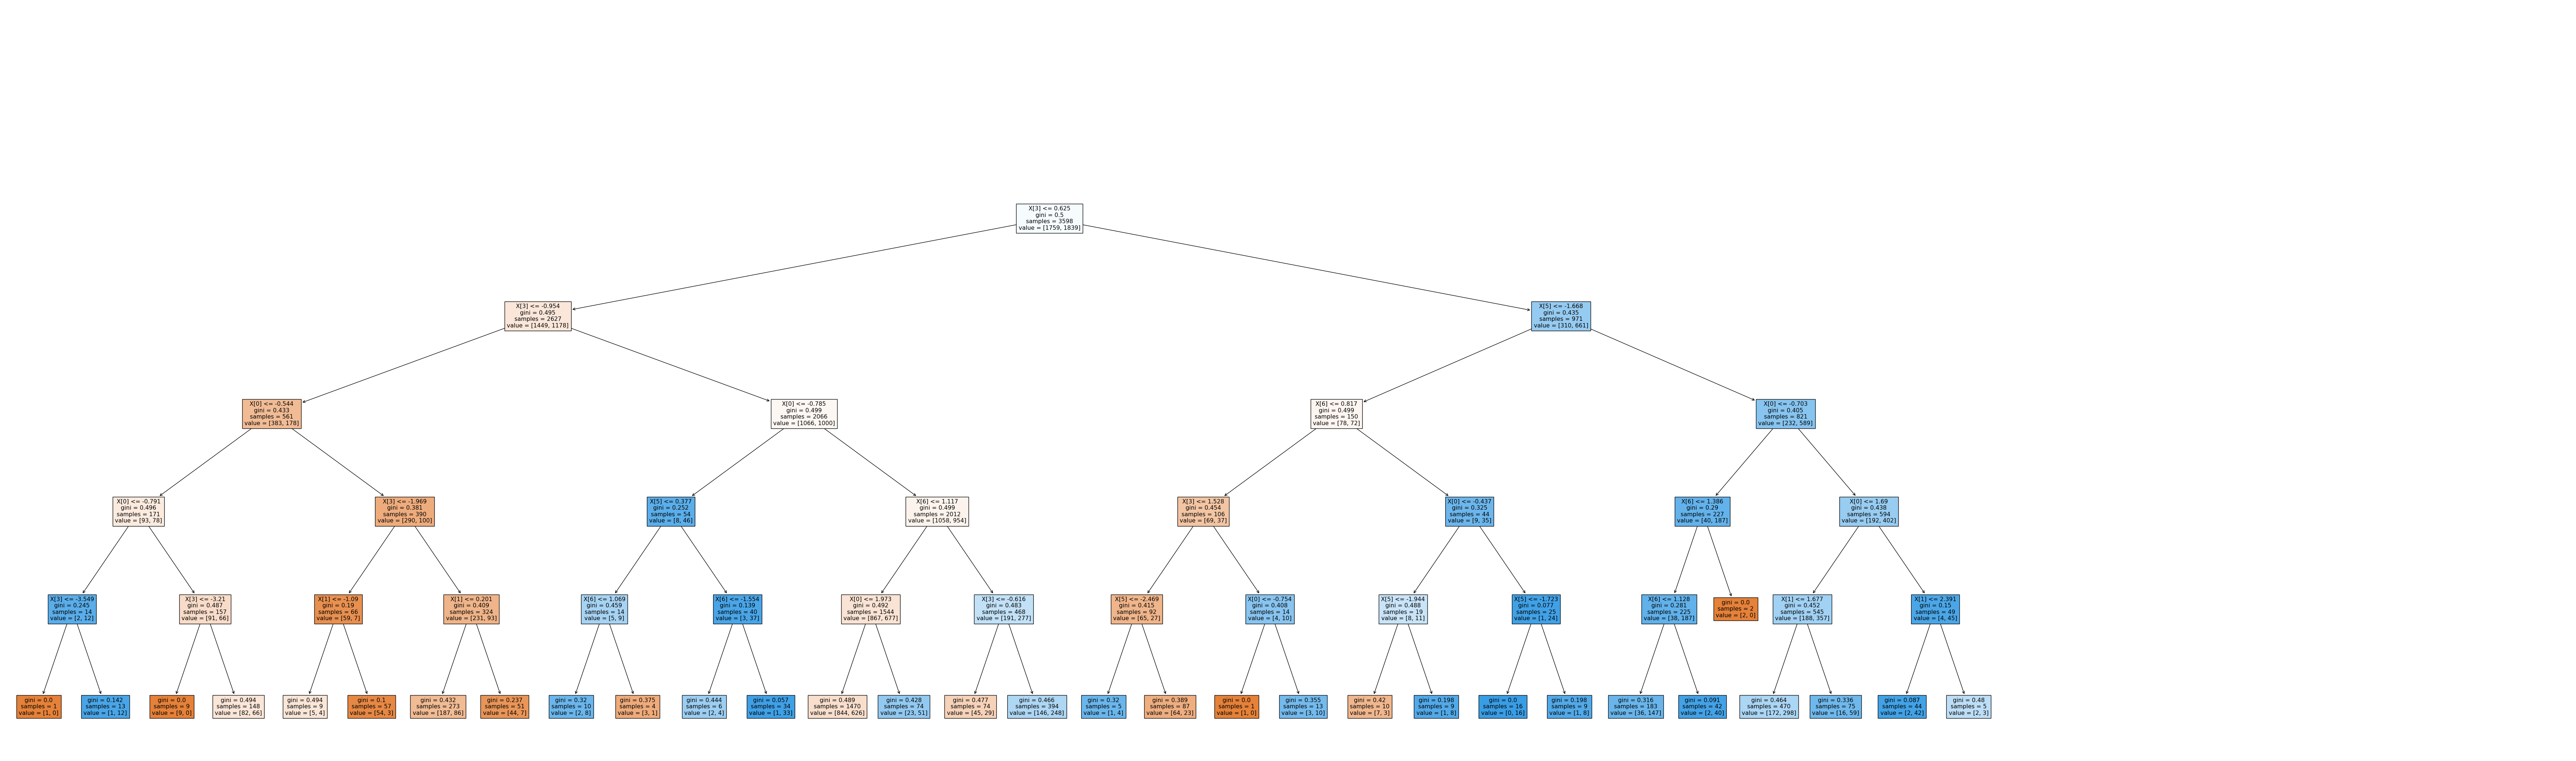 X[3] <= 0.625
gini = 0.5
samples = 3598
value = [1759, 1839]
X[3] <= -0.954
gini = 0.495
samples = 2627
value = [1449, 1178]
X[5] <= -1.668
gini = 0.435
samples = 971
value = [310, 661]
X[0] <= -0.544
gini = 0.433
samples = 561
value = [383, 178]
X[0] <= -0.785
gini = 0.499
samples = 2066
value = [1066, 1000]
X[6] <= 0.817
gini = 0.499
samples = 150
value = [78, 72]
X[0] <= -0.703
gini = 0.405
samples = 821
value = [232, 589]
X[0] <= -0.791
gini = 0.496
samples = 171
value = [93, 78]
X[3] <= -1.969
gini = 0.381
samples = 390
value = [290, 100]
X[5] <= 0.377
gini = 0.252
samples = 54
value = [8, 46]
X[6] <= 1.117
gini = 0.499
samples = 2012
value = [1058, 954]
X[3] <= 1.528
gini = 0.454
samples = 106
value = [69, 37]
X[0] <= -0.437
gini = 0.325
samples = 44
value = [9, 35]
X[6] <= 1.386
gini = 0.29
samples = 227
value = [40, 187]
X[0] <= 1.69
gini = 0.438
samples = 594
value = [192, 402]
X[3] <= -3.549
gini = 0.245
samples = 14
value = [2, 12]
X[3] <= -3.21
gini = 0.487
samples = 157
value = [91, 66]
X[1] <= -1.09
gini = 0.19
samples = 66
value = [59, 7]
X[1] <= 0.201
gini = 0.409
samples = 324
value = [231, 93]
X[6] <= 1.069
gini = 0.459
samples = 14
value = [5, 9]
X[6] <= -1.554
gini = 0.139
samples = 40
value = [3, 37]
X[0] <= 1.973
gini = 0.492
samples = 1544
value = [867, 677]
X[3] <= -0.616
gini = 0.483
samples = 468
value = [191, 277]
X[5] <= -2.469
gini = 0.415
samples = 92
value = [65, 27]
X[0] <= -0.754
gini = 0.408
samples = 14
value = [4, 10]
X[5] <= -1.944
gini = 0.488
samples = 19
value = [8, 11]
X[5] <= -1.723
gini = 0.077
samples = 25
value = [1, 24]
X[6] <= 1.128
gini = 0.281
samples = 225
value = [38, 187]
gini = 0.0
samples = 2
value = [2, 0]
X[1] <= 1.677
gini = 0.452
samples = 545
value = [188, 357]
X[1] <= 2.391
gini = 0.15
samples = 49
value = [4, 45]
gini = 0.0
samples = 1
value = [1, 0]
gini = 0.142
samples = 13
value = [1, 12]
gini = 0.0
samples = 9
value = [9, 0]
gini = 0.494
samples = 148
value = [82, 66]
gini = 0.494
samples = 9
value = [5, 4]
gini = 0.1
samples = 57
value = [54, 3]
gini = 0.432
samples = 273
value = [187, 86]
gini = 0.237
samples = 51
value = [44, 7]
gini = 0.32
samples = 10
value = [2, 8]
gini = 0.375
samples = 4
value = [3, 1]
gini = 0.444
samples = 6
value = [2, 4]
gini = 0.057
samples = 34
value = [1, 33]
gini = 0.489
samples = 1470
value = [844, 626]
gini = 0.428
samples = 74
value = [23, 51]
gini = 0.477
samples = 74
value = [45, 29]
gini = 0.466
samples = 394
value = [146, 248]
gini = 0.32
samples = 5
value = [1, 4]
gini = 0.389
samples = 87
value = [64, 23]
gini = 0.0
samples = 1
value = [1, 0]
gini = 0.355
samples = 13
value = [3, 10]
gini = 0.42
samples = 10
value = [7, 3]
gini = 0.198
samples = 9
value = [1, 8]
gini = 0.0
samples = 16
value = [0, 16]
gini = 0.198
samples = 9
value = [1, 8]
gini = 0.316
samples = 183
value = [36, 147]
gini = 0.091
samples = 42
value = [2, 40]
gini = 0.464
samples = 470
value = [172, 298]
gini = 0.336
samples = 75
value = [16, 59]
gini = 0.087
samples = 44
value = [2, 42]
gini = 0.48
samples = 5
value = [2, 3]